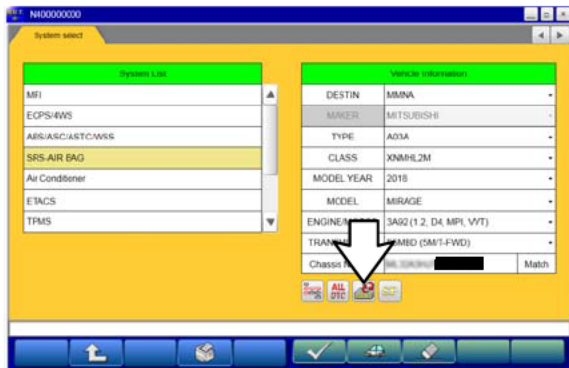 N400000000
System select
System List
MFI
ECPS/4WS
ABS/ASC/ASTC/WSS
SRS-AIR BAG
Air Conditioner
ETACS
TPMS
Vehicle Information
DESTIN MMNA
MAKER MITSUBISHI
TYPE A03A
CLASS XNMHL2M
MODEL YEAR 2018
MODEL MIRAGE
3A92 (1.2, D4, MPI, VVT)
(5M/T-FWD)
Chassis Match
ALL
DTC